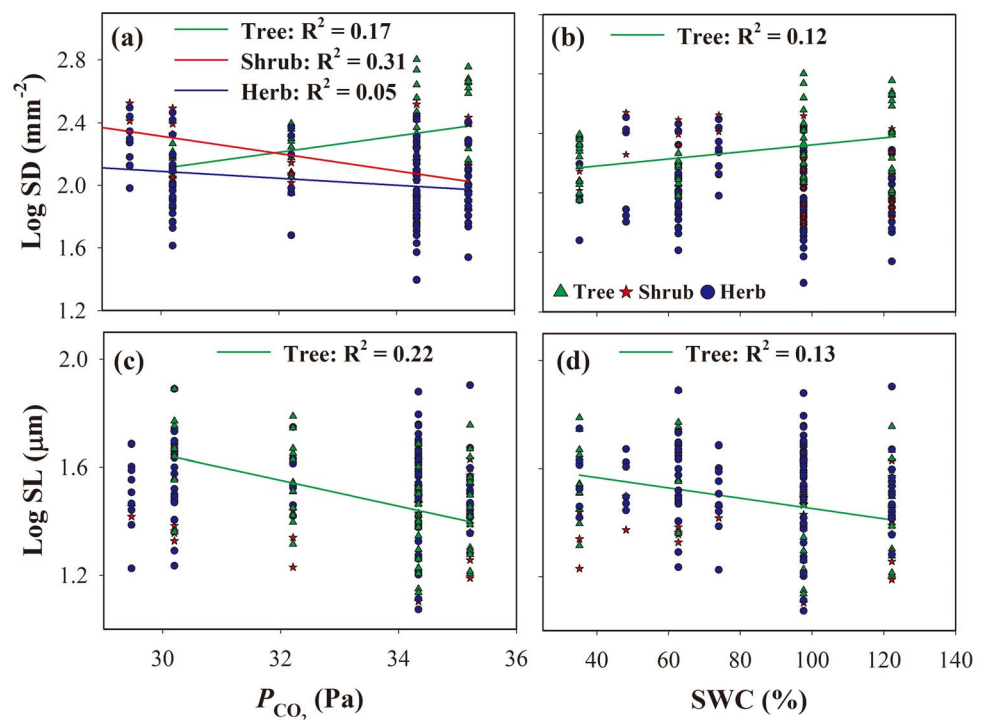 (a)
Tree: R² = 0.17
Shrub: R² = 0.31
Herb: R² = 0.05
(b)
Tree: R² = 0.12
Log SD (mm⁻²)
2.8
2.4
2.0
1.6
1.2
Tree Shrub Herb
(c)
Tree: R² = 0.22
(d)
Tree: R² = 0.13
Log SL (μm)
2.0
1.6
1.2
30 32 34 36
40 60 80 100 120 140
P_CO₂ (Pa)
SWC (%)